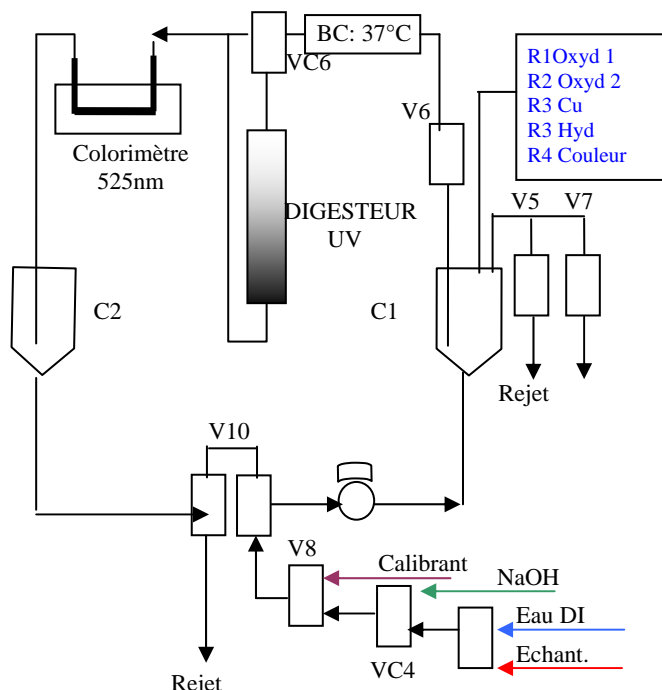 BC: 37°C
VC6
V6
R1Oxyd 1
R2 Oxyd 2
R3 Cu
R3 Hyd
R4 Couleur
Colorimètre
525nm
DIGESTEUR
UV
V5
V7
C2
C1
Rejet
V10
V8
Calibrant
NaOH
Eau DI
VC4
Echant.
Rejet